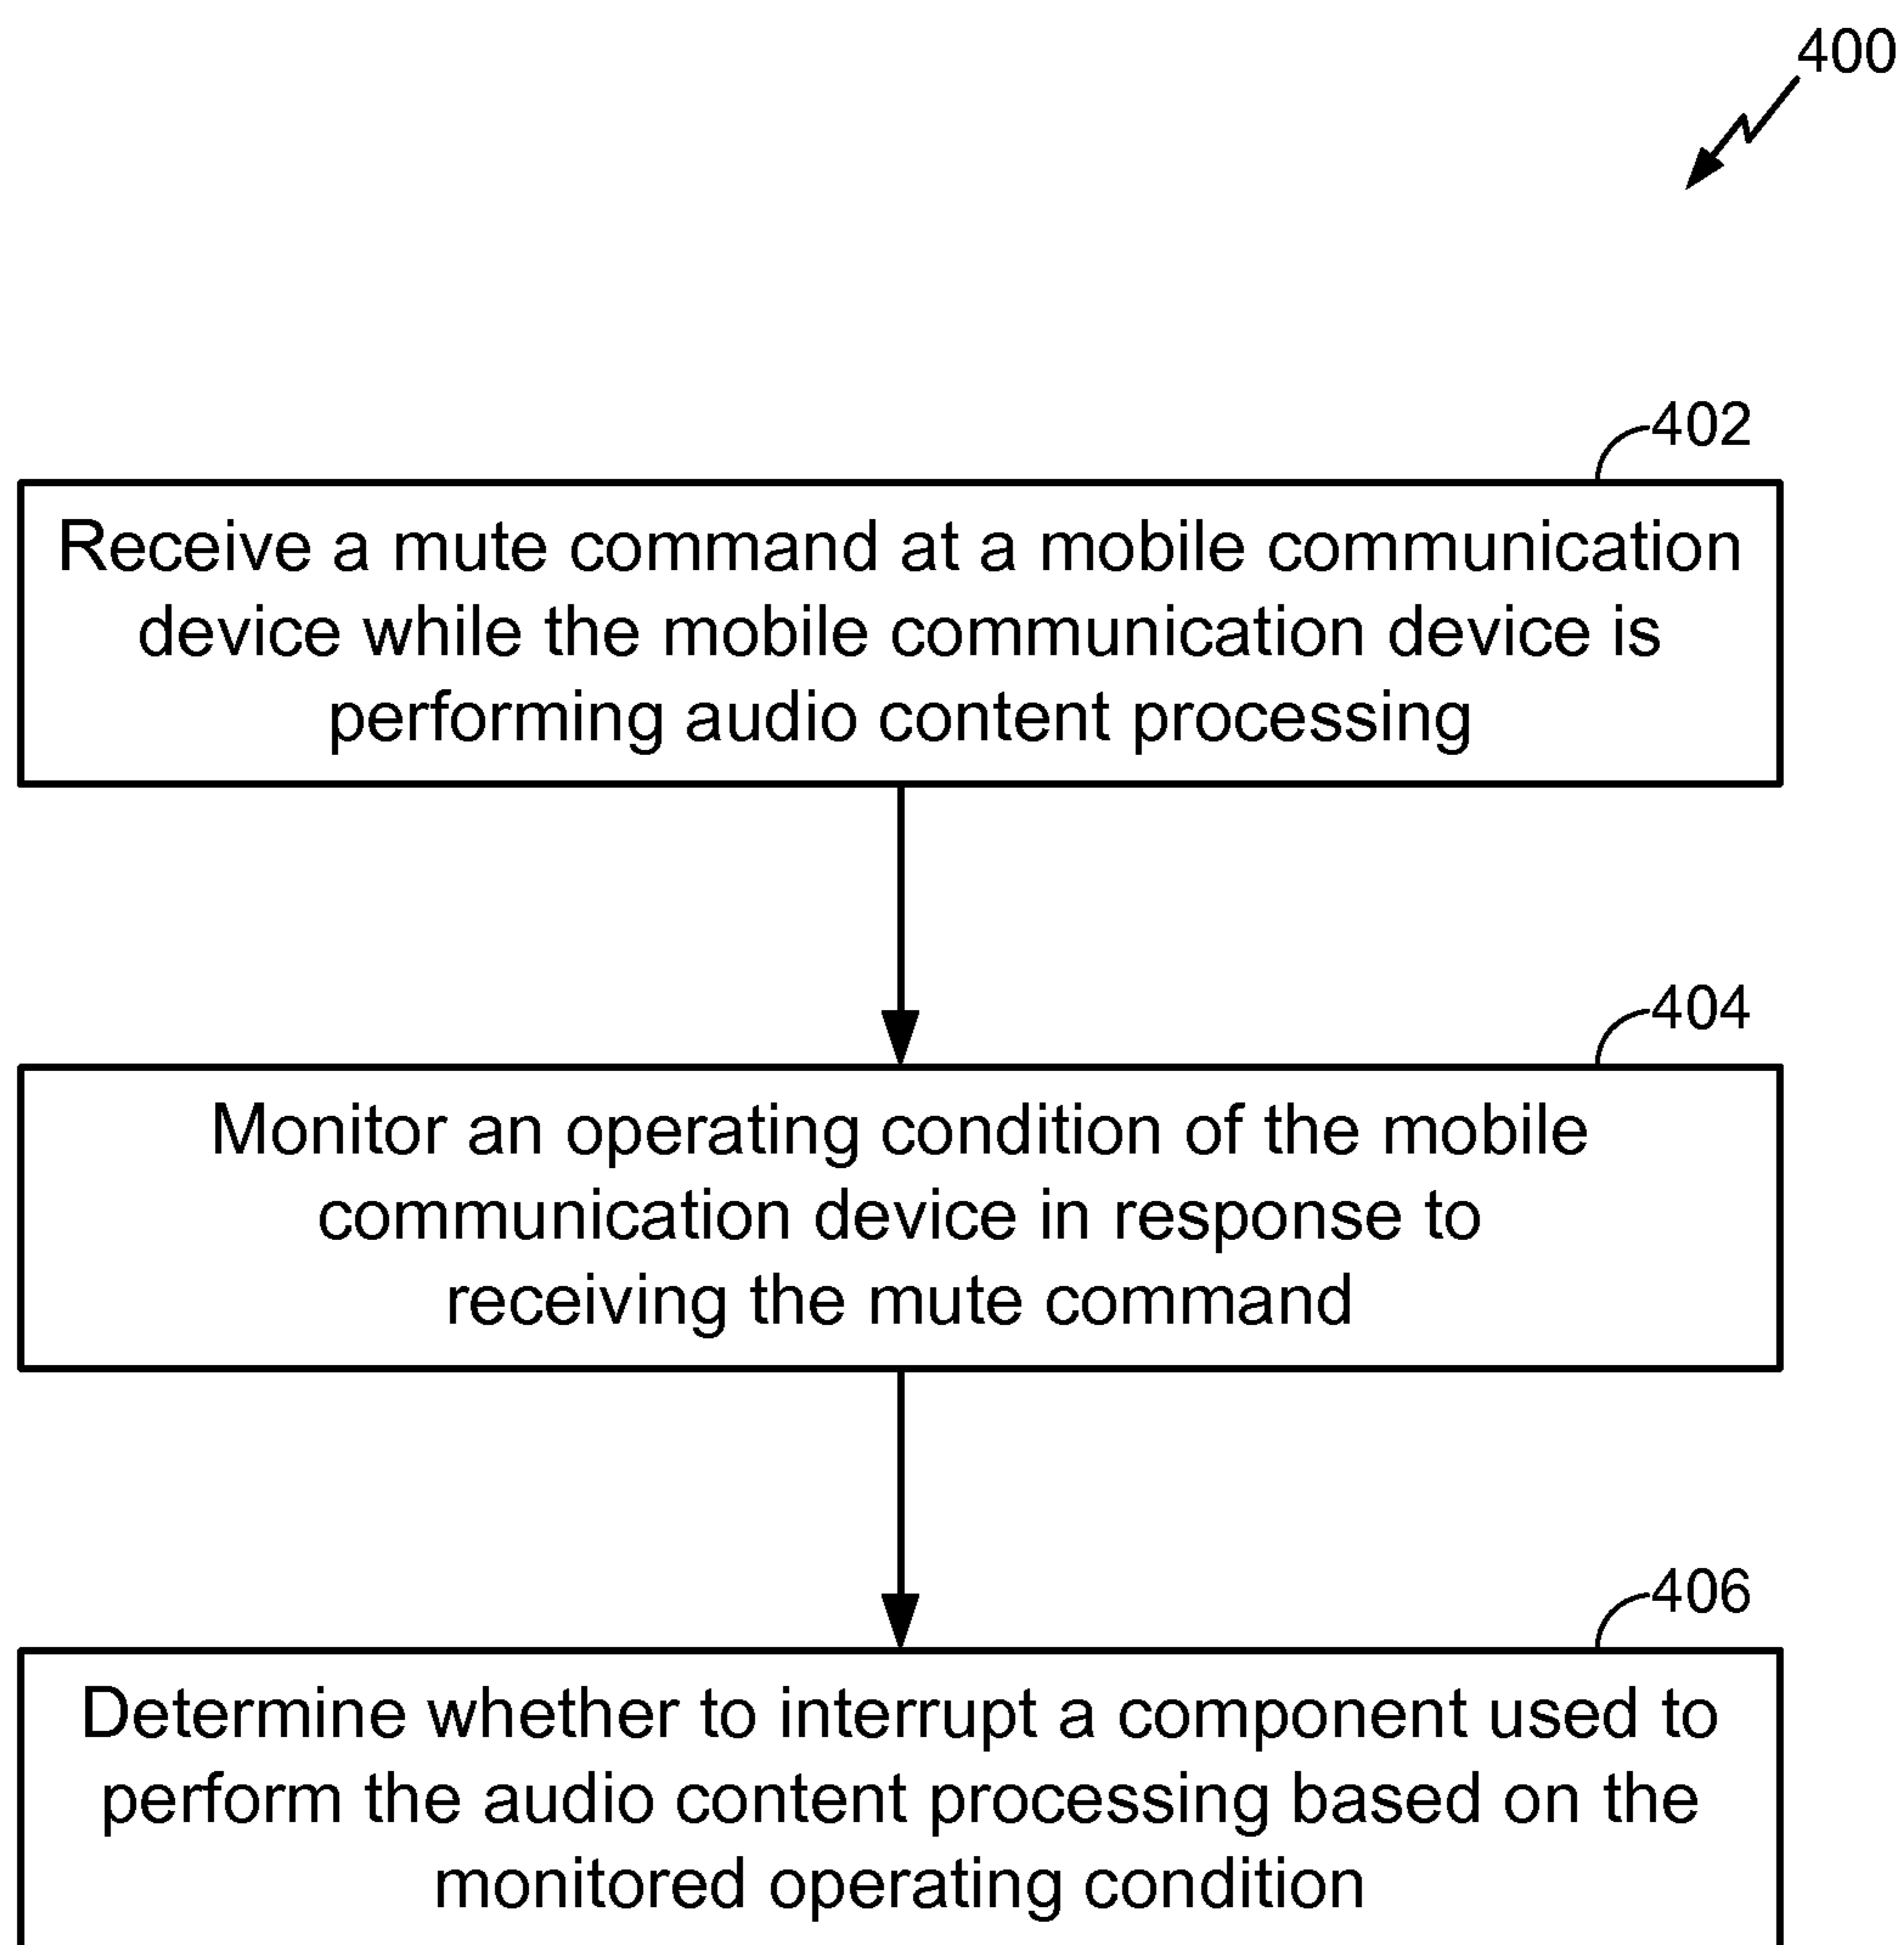 400
402
Receive a mute command at a mobile communication
device while the mobile communication device is
performing audio content processing
404
Monitor an operating condition of the mobile
communication device in response to
receiving the mute command
406
Determine whether to interrupt a component used to
perform the audio content processing based on the
monitored operating condition